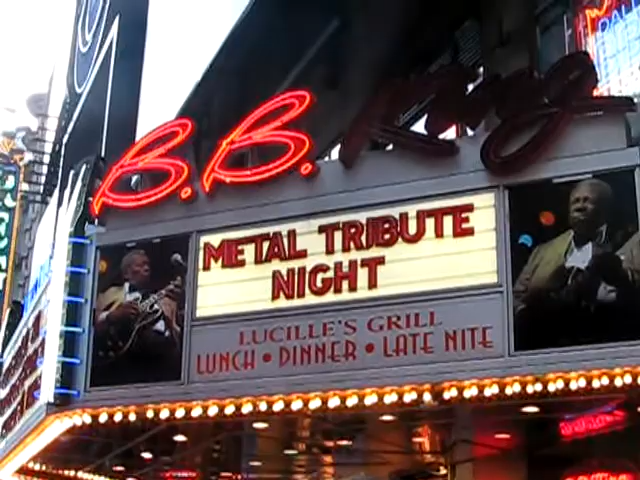 B.B. King
METAL TRIBUTE
NIGHT
LUCILLE'S GRILL
LUNCH • DINNER • LATE NITE